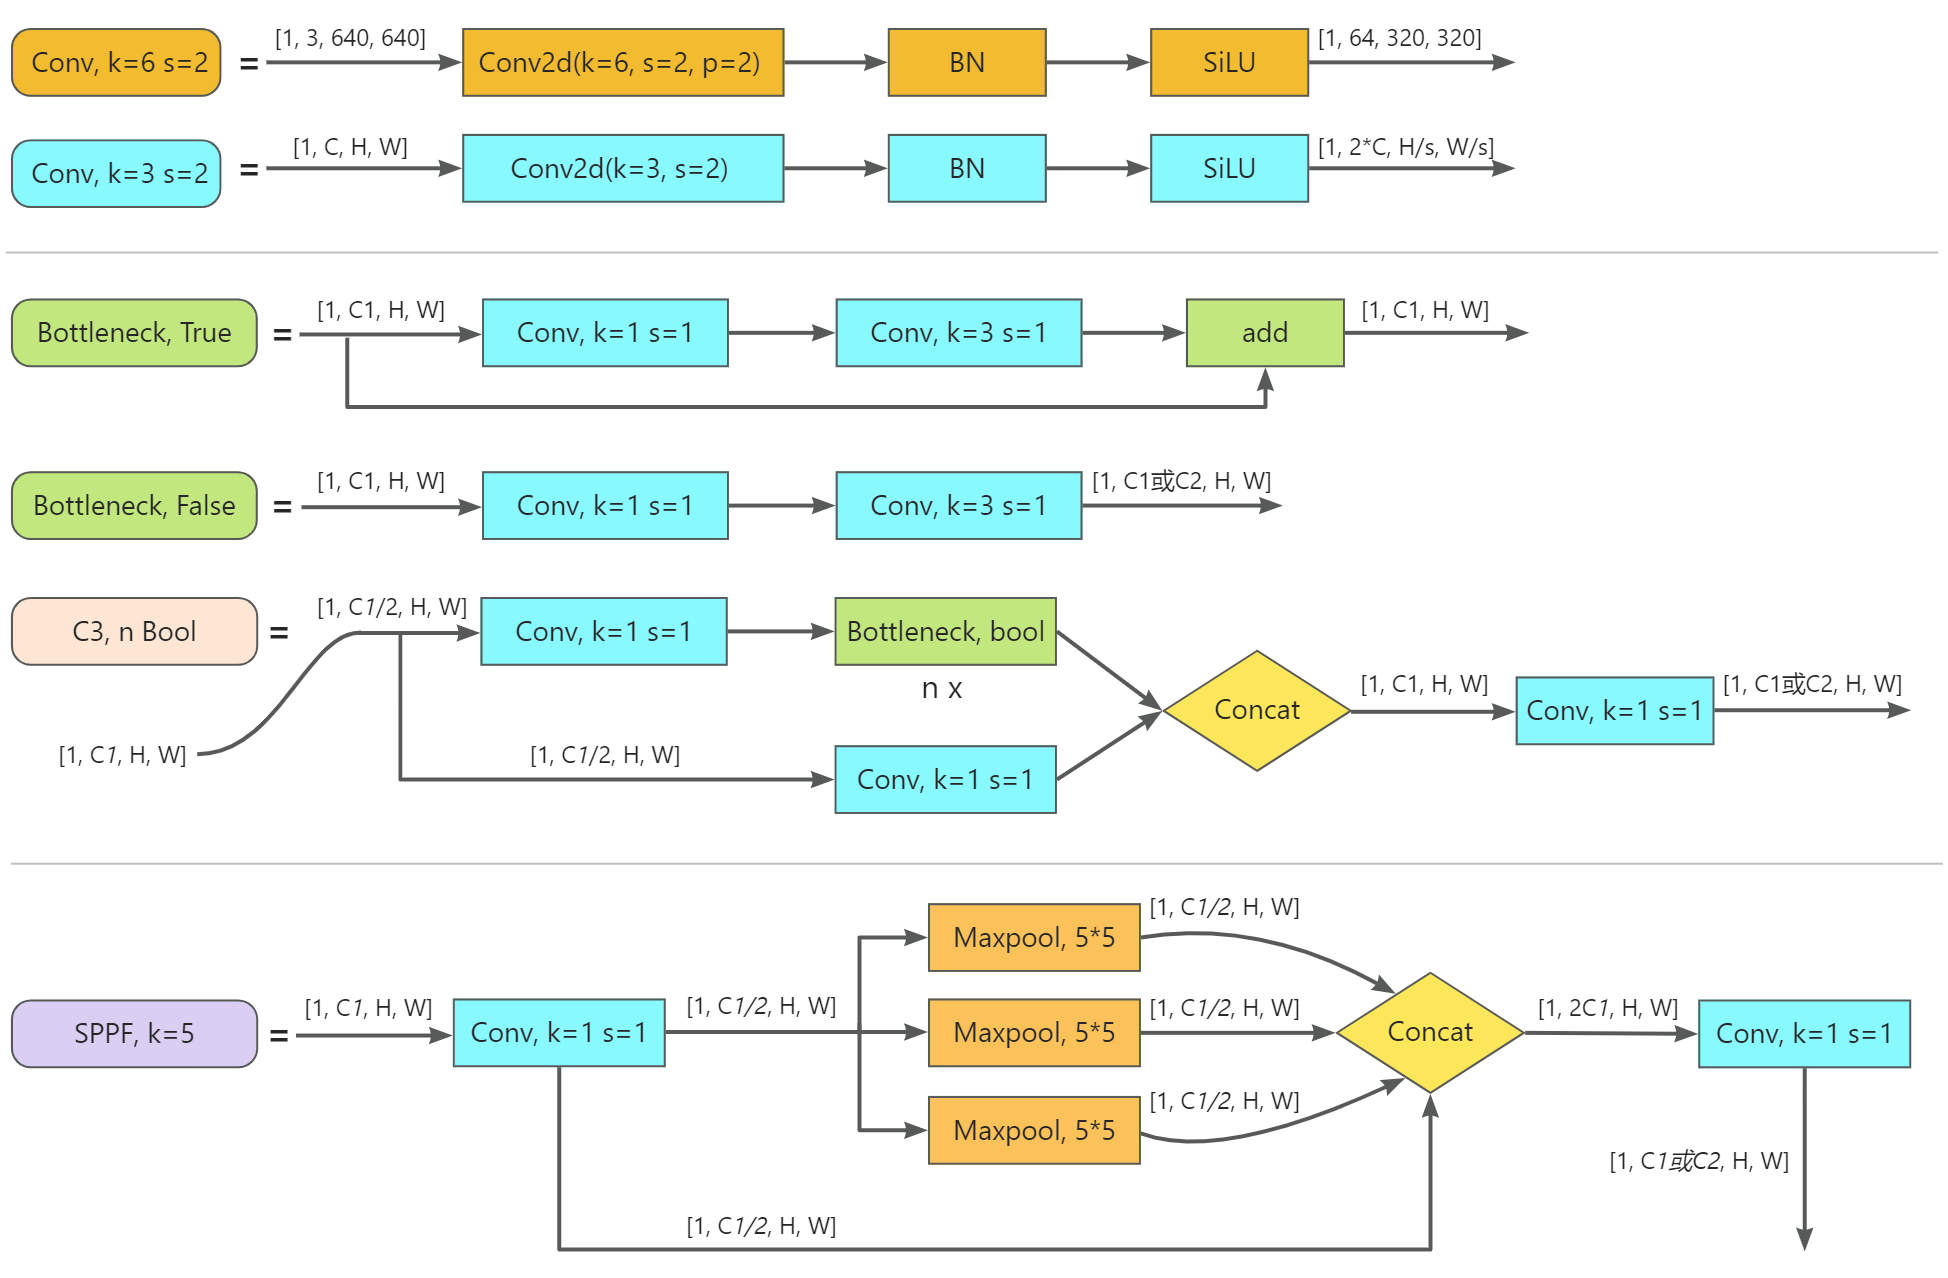 Conv, k=6 s=2
=
[1, 3, 640, 640]
Conv2d(k=6, s=2, p=2)
BN
SiLU
[1, 64, 320, 320]
Conv, k=3 s=2
=
[1, C, H, W]
Conv2d(k=3, s=2)
BN
SiLU
[1, 2*C, H/s, W/s]
Bottleneck, True
=
[1, C1, H, W]
Conv, k=1 s=1
Conv, k=3 s=1
add
[1, C1, H, W]
Bottleneck, False
=
[1, C1, H, W]
Conv, k=1 s=1
Conv, k=3 s=1
[1, C1或C2, H, W]
C3, n Bool
=
[1, C1/2, H, W]
Conv, k=1 s=1
Bottleneck, bool
n x
[1, C1, H, W]
[1, C1/2, H, W]
Conv, k=1 s=1
Concat
[1, C1, H, W]
Conv, k=1 s=1
[1, C1或C2, H, W]
SPPF, k=5
=
[1, C1, H, W]
Conv, k=1 s=1
[1, C1/2, H, W]
Maxpool, 5*5
[1, C1/2, H, W]
Maxpool, 5*5
[1, C1/2, H, W]
Maxpool, 5*5
[1, C1/2, H, W]
Concat
[1, 2C1, H, W]
Conv, k=1 s=1
[1, C1或C2, H, W]
[1, C1/2, H, W]